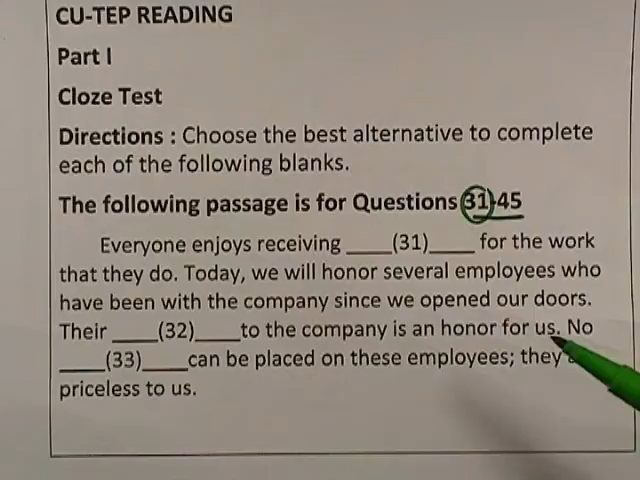 CU-TEP READING
Part I
Cloze Test
Directions : Choose the best alternative to complete
each of the following blanks.
The following passage is for Questions 31-45
Everyone enjoys receiving ____(31)____ for the work
that they do. Today, we will honor several employees who
have been with the company since we opened our doors.
Their ____(32)____to the company is an honor for us. No
____(33)____can be placed on these employees; they
priceless to us.